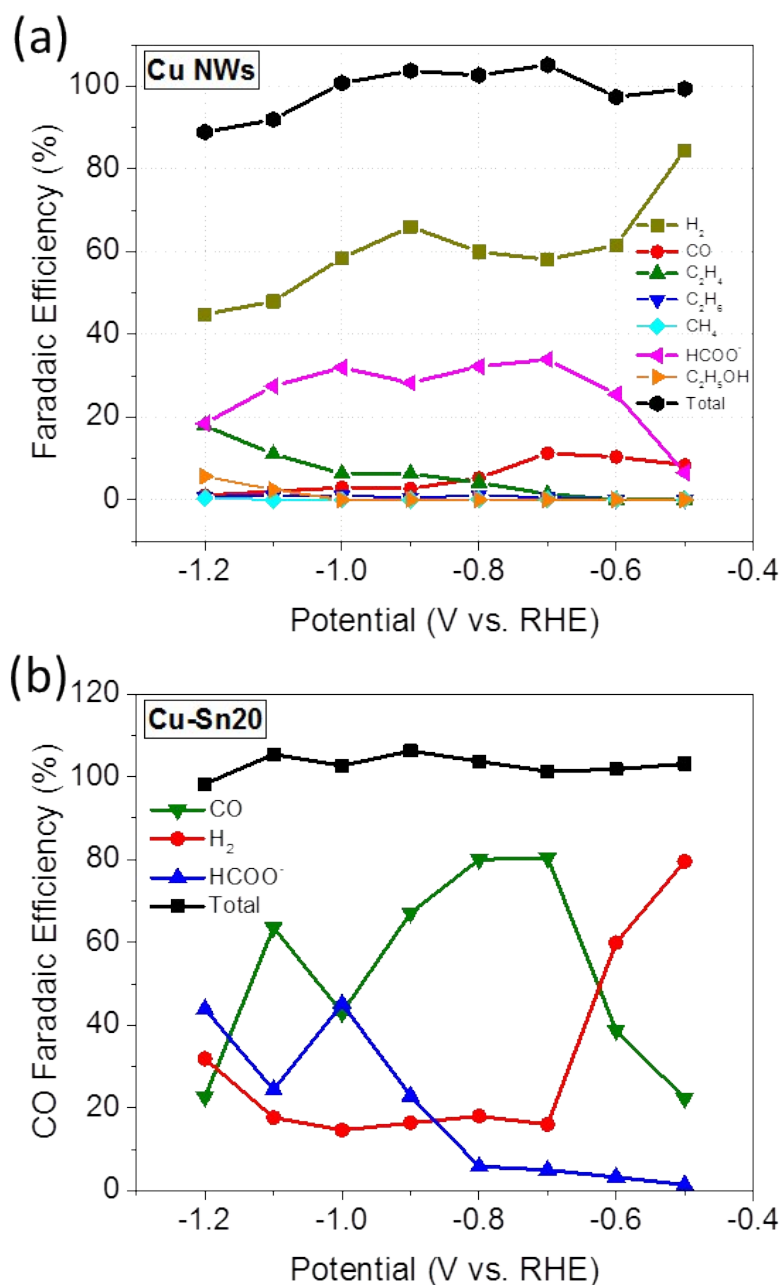 (a)
Cu NWs
Faradaic Efficiency (%)
100
80
60
40
20
0
H₂
CO
C₂H₄
C₂H₆
CH₄
HCOO⁻
C₂H₅OH
Total
-1.2 -1.0 -0.8 -0.6 -0.4
Potential (V vs. RHE)
(b)
Cu-Sn20
CO Faradaic Efficiency (%)
120
100
80
60
40
20
0
CO
H₂
HCOO⁻
Total
-1.2 -1.0 -0.8 -0.6 -0.4
Potential (V vs. RHE)